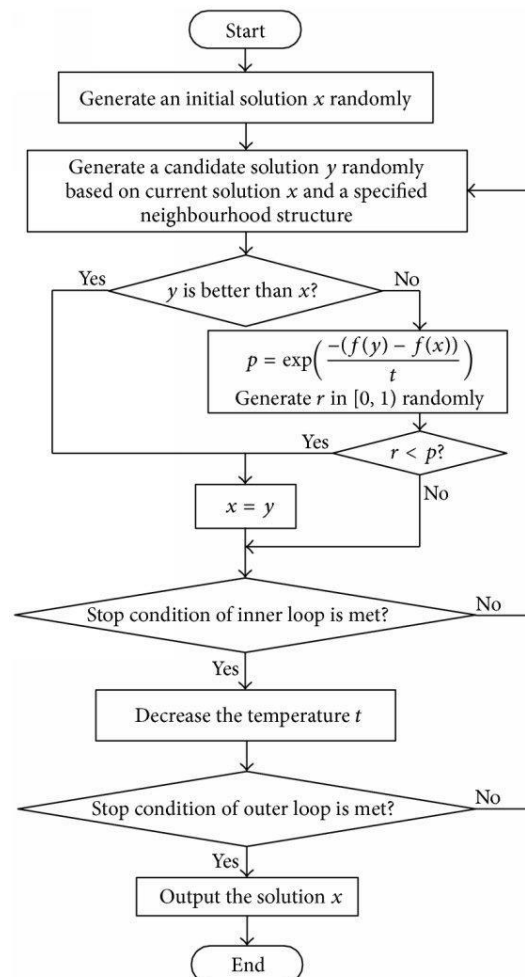 Start
Generate an initial solution x randomly
Generate a candidate solution y randomly
based on current solution x and a specified
neighbourhood structure
Yes
y is better than x?
No
p = exp(−(f(y) − f(x))/t)
Generate r in [0, 1) randomly
Yes
r < p?
No
x = y
Stop condition of inner loop is met?
No
Yes
Decrease the temperature t
Stop condition of outer loop is met?
No
Yes
Output the solution x
End